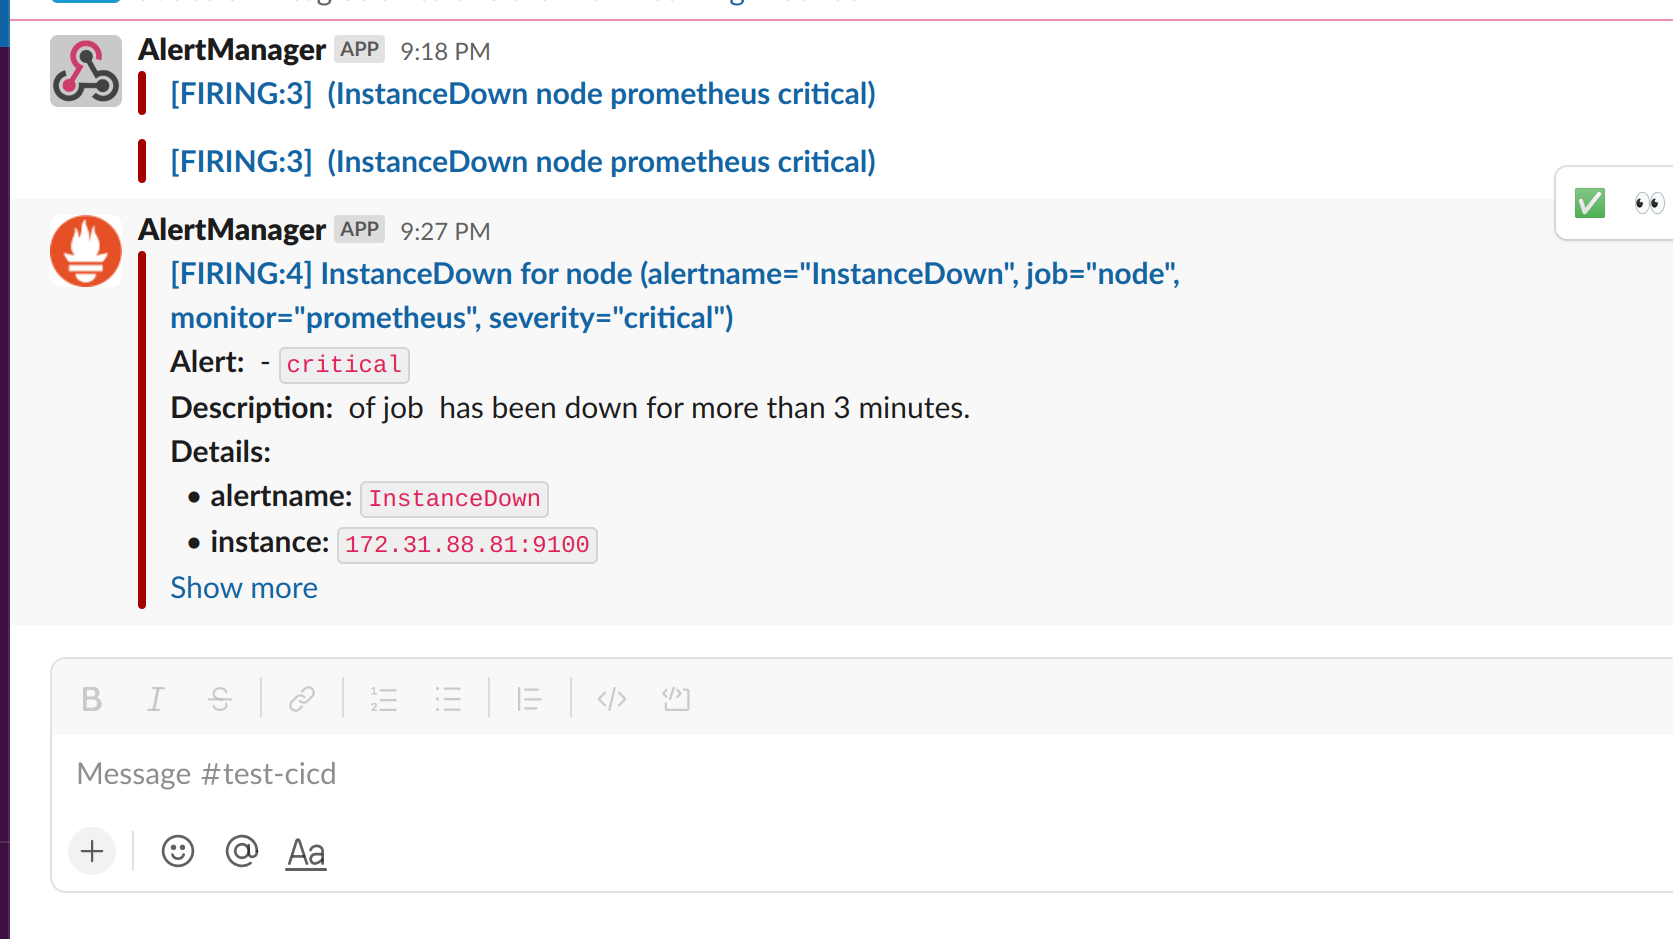 AlertManager APP 9:18 PM
[FIRING:3] (InstanceDown node prometheus critical)
[FIRING:3] (InstanceDown node prometheus critical)
AlertManager APP 9:27 PM
[FIRING:4] InstanceDown for node (alertname="InstanceDown", job="node",
monitor="prometheus", severity="critical")
Alert: - critical
Description: of job has been down for more than 3 minutes.
Details:
• alertname: InstanceDown
• instance: 172.31.88.81:9100
Show more
Message #test-cicd